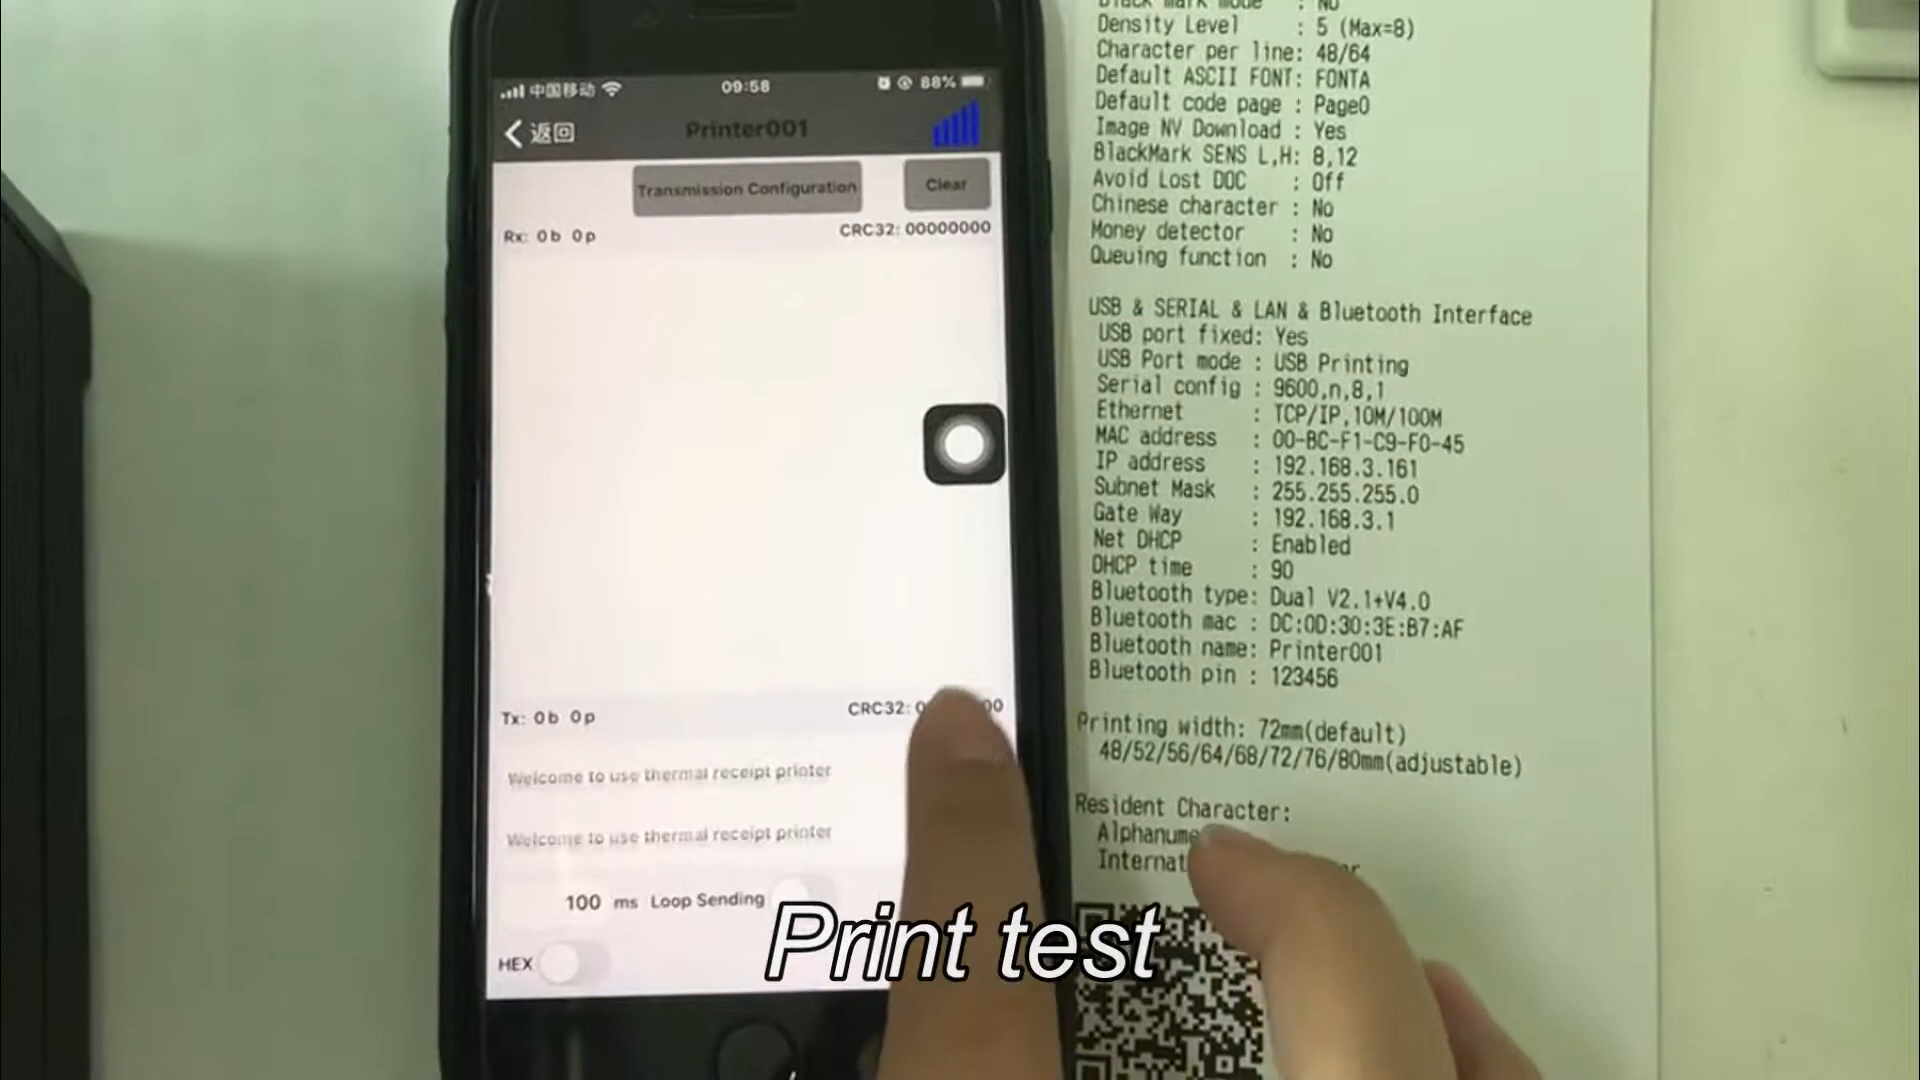 中国移动 09:58 88%
返回 Printer001
Transmission Configuration Clear
Rx: 0b 0p CRC32: 00000000
Tx: 0b 0p CRC32:
Welcome to use thermal receipt printer
Welcome to use thermal receipt printer
100 ms Loop Sending
HEX
Black mark mode : No
Density Level : 5 (Max=8)
Character per line: 48/64
Default ASCII FONT: FONTA
Default code page : Page0
Image NV Download : Yes
BlackMark SENS L,H: 8,12
Avoid Lost DOC : Off
Chinese character : No
Money detector : No
Queuing function : No
USB & SERIAL & LAN & Bluetooth Interface
USB port fixed: Yes
USB Port mode : USB Printing
Serial config : 9600,n,8,1
Ethernet : TCP/IP,10M/100M
MAC address : 00-BC-F1-C9-F0-45
IP address : 192.168.3.161
Subnet Mask : 255.255.255.0
Gate Way : 192.168.3.1
Net DHCP : Enabled
DHCP time : 90
Bluetooth type: Dual V2.1+V4.0
Bluetooth mac : DC:0D:30:3E:B7:AF
Bluetooth name: Printer001
Bluetooth pin : 123456
Printing width: 72mm(default)
48/52/56/64/68/72/76/80mm(adjustable)
Resident Character:
Print test